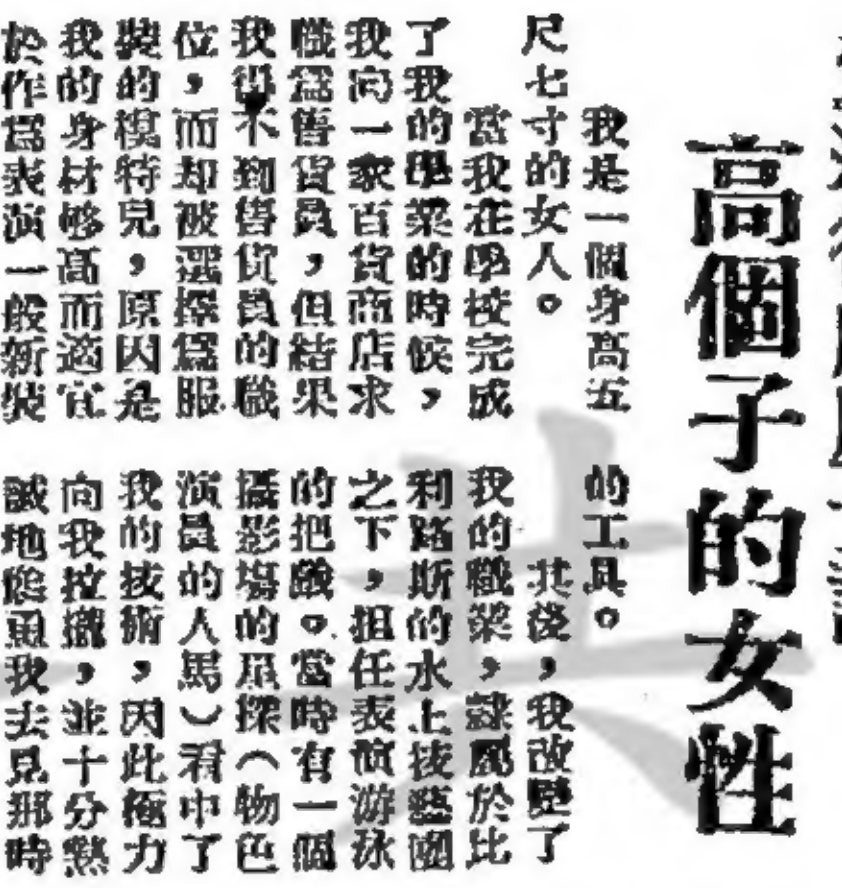 高個子的女性
我是一個身高五
尺七寸的女人。
當我在學校完成
了我的學業的時候，
我向一家百貨商店求
職爲售貨員，但結果
我得不到售貨員的職
位，而却被選擇爲服
裝的模特兒，原因是
我的身材够高而適宜
於作爲表演一般新裝
的工具。
其後，我改變了
我的職業，隸屬於比
利路斯的水上技藝團
之下，担任表演游泳
的把戲。當時有一個
攝影場的星探（物色
演員的人馬）看中了
我的技術，因此極力
向我拉攏，並十分熱
誠地慫恿我去見那時